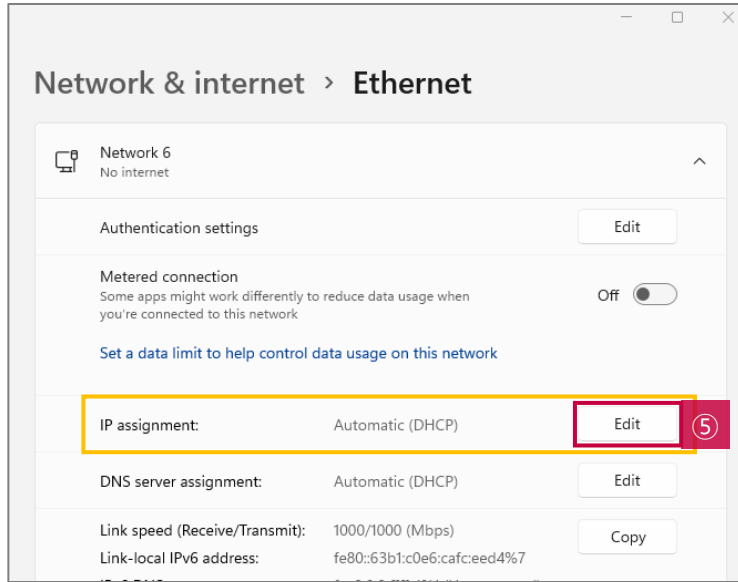 Network & internet > Ethernet
Network 6
No internet
Authentication settings Edit
Metered connection
Some apps might work differently to reduce data usage when
you're connected to this network
Off
Set a data limit to help control data usage on this network
IP assignment: Automatic (DHCP) Edit ⑤
DNS server assignment: Automatic (DHCP) Edit
Link speed (Receive/Transmit): 1000/1000 (Mbps) Copy
Link-local IPv6 address: fe80::63b1:c0e6:cafc:eed4%7